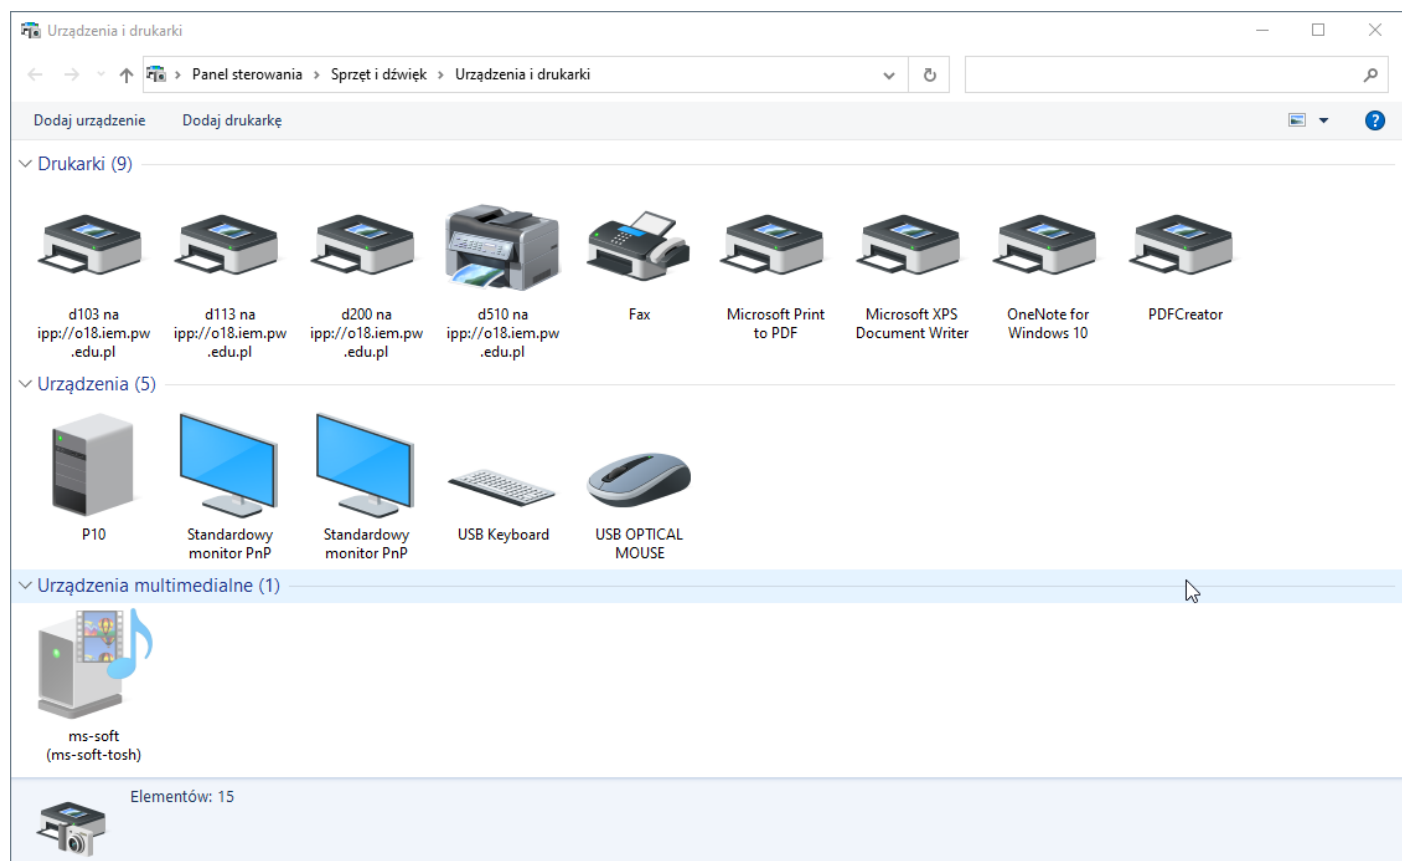 Urządzenia i drukarki
Panel sterowania > Sprzęt i dźwięk > Urządzenia i drukarki
Dodaj urządzenie Dodaj drukarkę
Drukarki (9)
d103 na
ipp://o18.iem.pw
.edu.pl
d113 na
ipp://o18.iem.pw
.edu.pl
d200 na
ipp://o18.iem.pw
.edu.pl
d510 na
ipp://o18.iem.pw
.edu.pl
Fax
Microsoft Print
to PDF
Microsoft XPS
Document Writer
OneNote for
Windows 10
PDFCreator
Urządzenia (5)
P10
Standardowy
monitor PnP
Standardowy
monitor PnP
USB Keyboard
USB OPTICAL
MOUSE
Urządzenia multimedialne (1)
ms-soft
(ms-soft-tosh)
Elementów: 15